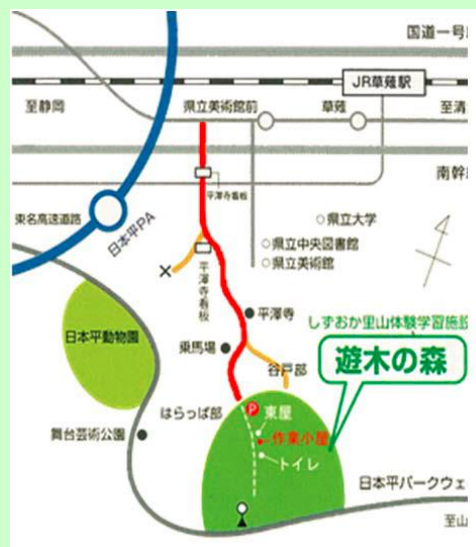 国道一号
JR草薙駅
至静岡
県立美術館前
草薙
至清
南幹
平澤寺看板
東名高速道路
日本平PA
県立大学
県立中央図書館
県立美術館
平澤寺看板
平澤寺
しずおか里山体験学習施設
日本平動物園
乗馬場
谷戸部
遊木の森
はらっぱ部
P
東屋
作業小屋
舞台芸術公園
トイレ
日本平パークウェ
至山